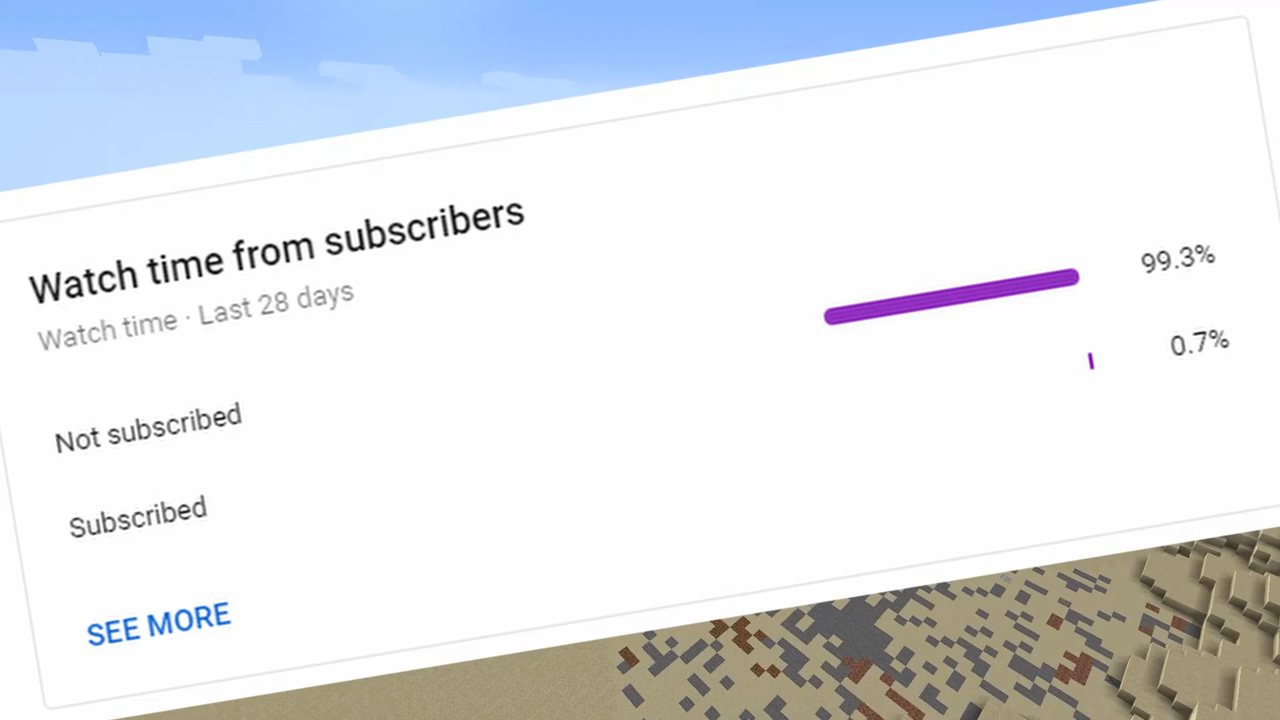 Watch time from subscribers
Watch time · Last 28 days
Not subscribed
99.3%
Subscribed
0.7%
SEE MORE